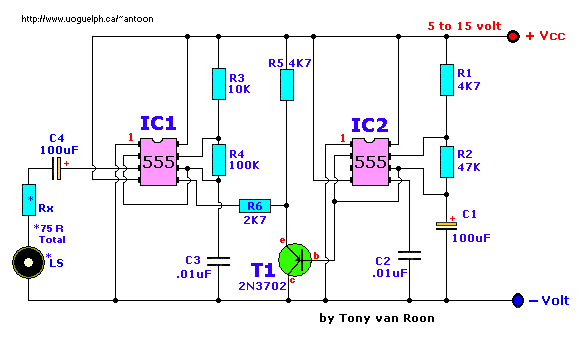 http://www.uoguelph.ca/~antoon
5 to 15 volt
+ Vcc
R3
10K
R5 4K7
R1
4K7
C4
100uF
+
1
IC1
555
R4
100K
1
IC2
555
R2
47K
*
Rx
*75 R
Total
*
LS
R6
2K7
C3
.01uF
T1
2N3702
e
b
c
C2
.01uF
+
C1
100uF
- Volt
by Tony van Roon